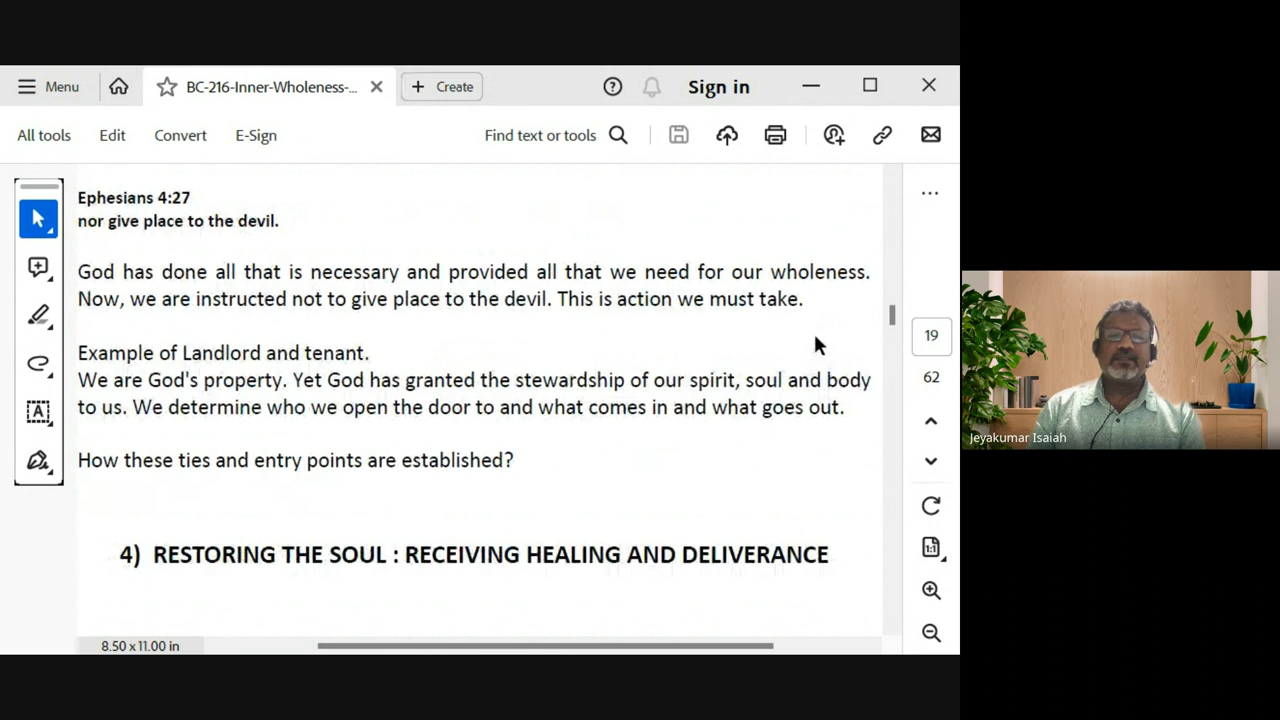 Menu
BC-216-Inner-Wholeness-...
Create
Sign in
All tools
Edit
Convert
E-Sign
Find text or tools
Ephesians 4:27
nor give place to the devil.
God has done all that is necessary and provided all that we need for our wholeness.
Now, we are instructed not to give place to the devil. This is action we must take.
Example of Landlord and tenant.
We are God's property. Yet God has granted the stewardship of our spirit, soul and body
to us. We determine who we open the door to and what comes in and what goes out.
How these ties and entry points are established?
4) RESTORING THE SOUL : RECEIVING HEALING AND DELIVERANCE
8.50 x 11.00 in
19
62
1:1
Jeyakumar Isaiah